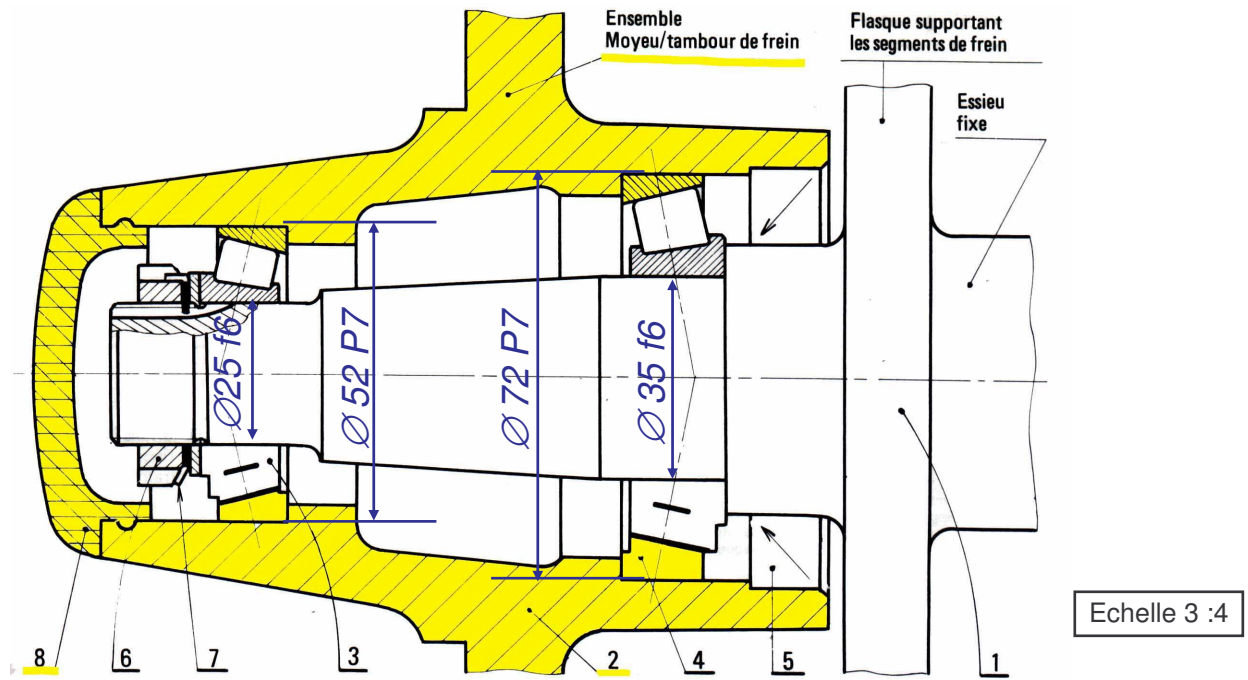 Ensemble
Moyeu/tambour de frein
Flasque supportant
les segments de frein
Essieu
fixe
Ø25 f6
Ø 52 P7
Ø 72 P7
Ø 35 f6
Echelle 3 :4
8
6
7
3
2
4
5
1